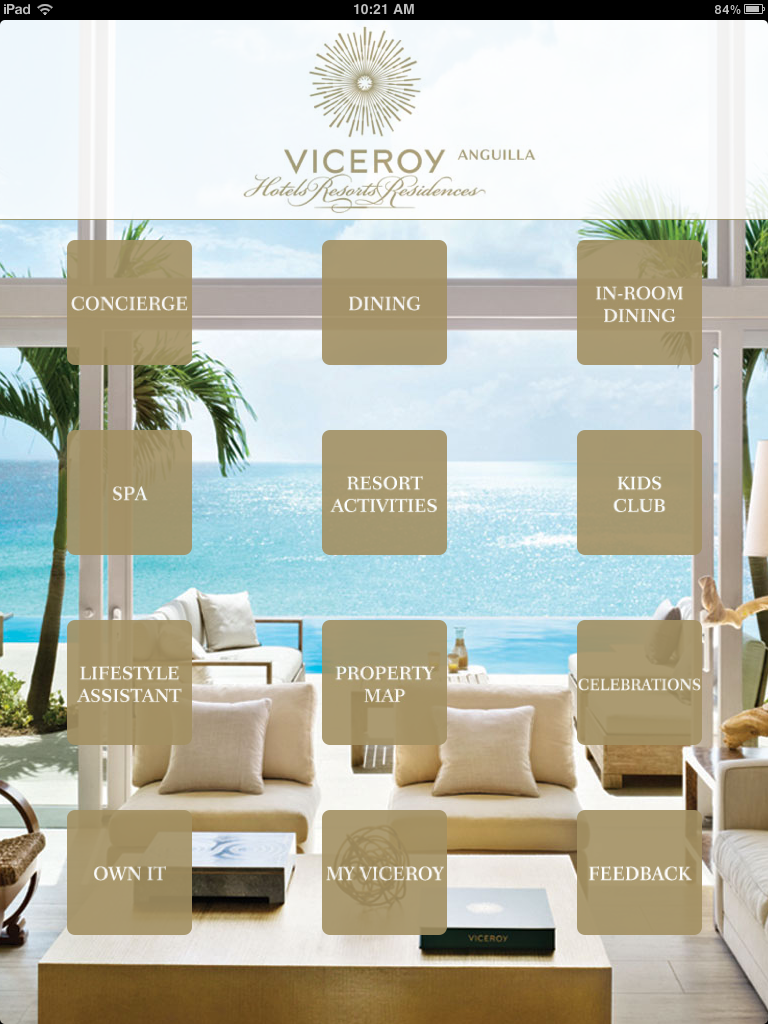 iPad 10:21 AM 84%
VICEROY ANGUILLA
Hotels Resorts Residences
CONCIERGE
DINING
IN-ROOM
DINING
SPA
RESORT
ACTIVITIES
KIDS
CLUB
LIFESTYLE
ASSISTANT
PROPERTY
MAP
CELEBRATIONS
OWN IT
MY VICEROY
FEEDBACK
VICEROY